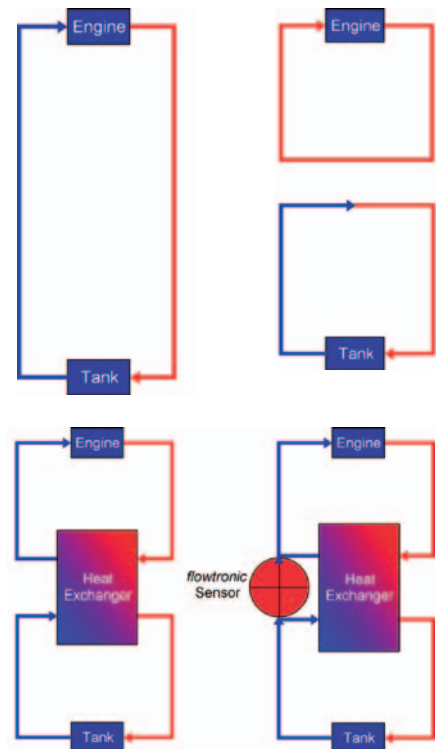 Engine
Tank
Engine
Tank
Engine
Heat
Exchanger
Tank
Engine
flowtronic
Sensor
Heat
Exchanger
Tank